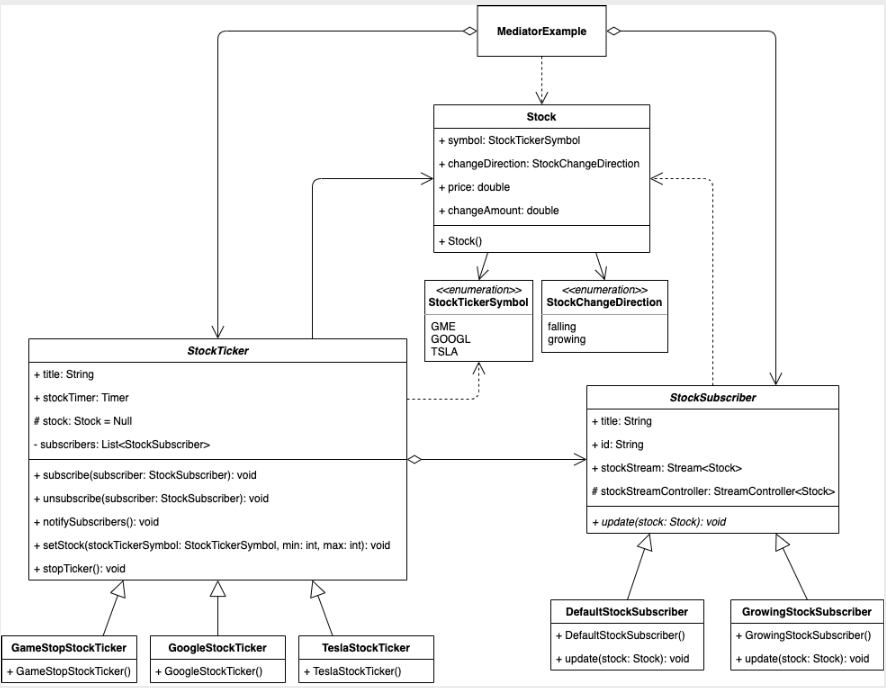 MediatorExample
Stock
+ symbol: StockTickerSymbol
+ changeDirection: StockChangeDirection
+ price: double
+ changeAmount: double
+ Stock()
<<enumeration>>
StockTickerSymbol
GME
GOOGL
TSLA
<<enumeration>>
StockChangeDirection
falling
growing
StockTicker
+ title: String
+ stockTimer: Timer
# stock: Stock = Null
- subscribers: List<StockSubscriber>
+ subscribe(subscriber: StockSubscriber): void
+ unsubscribe(subscriber: StockSubscriber): void
+ notifySubscribers(): void
+ setStock(stockTickerSymbol: StockTickerSymbol, min: int, max: int): void
+ stopTicker(): void
StockSubscriber
+ title: String
+ id: String
+ stockStream: Stream<Stock>
# stockStreamController: StreamController<Stock>
+ update(stock: Stock): void
GameStopStockTicker
+ GameStopStockTicker()
GoogleStockTicker
+ GoogleStockTicker()
TeslaStockTicker
+ TeslaStockTicker()
DefaultStockSubscriber
+ DefaultStockSubscriber()
+ update(stock: Stock): void
GrowingStockSubscriber
+ GrowingStockSubscriber()
+ update(stock: Stock): void